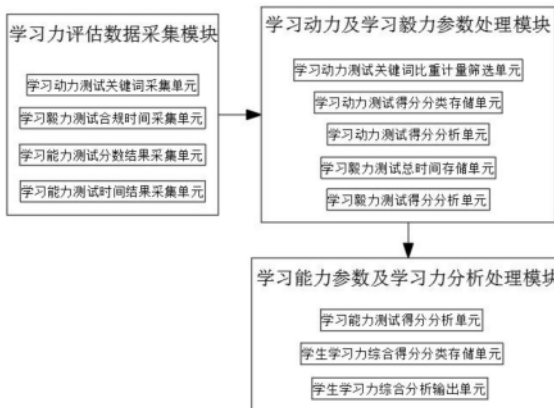 学习力评估数据采集模块
学习动力测试关键词采集单元
学习毅力测试合规时间采集单元
学习能力测试分数结果采集单元
学习能力测试时间结果采集单元
学习动力及学习毅力参数处理模块
学习动力测试关键词比重计量筛选单元
学习动力测试得分分类存储单元
学习动力测试得分分析单元
学习毅力测试总时间存储单元
学习毅力测试得分分析单元
学习能力参数及学习力分析处理模块
学习能力测试得分分析单元
学生学习力综合得分分类存储单元
学生学习力综合分析输出单元